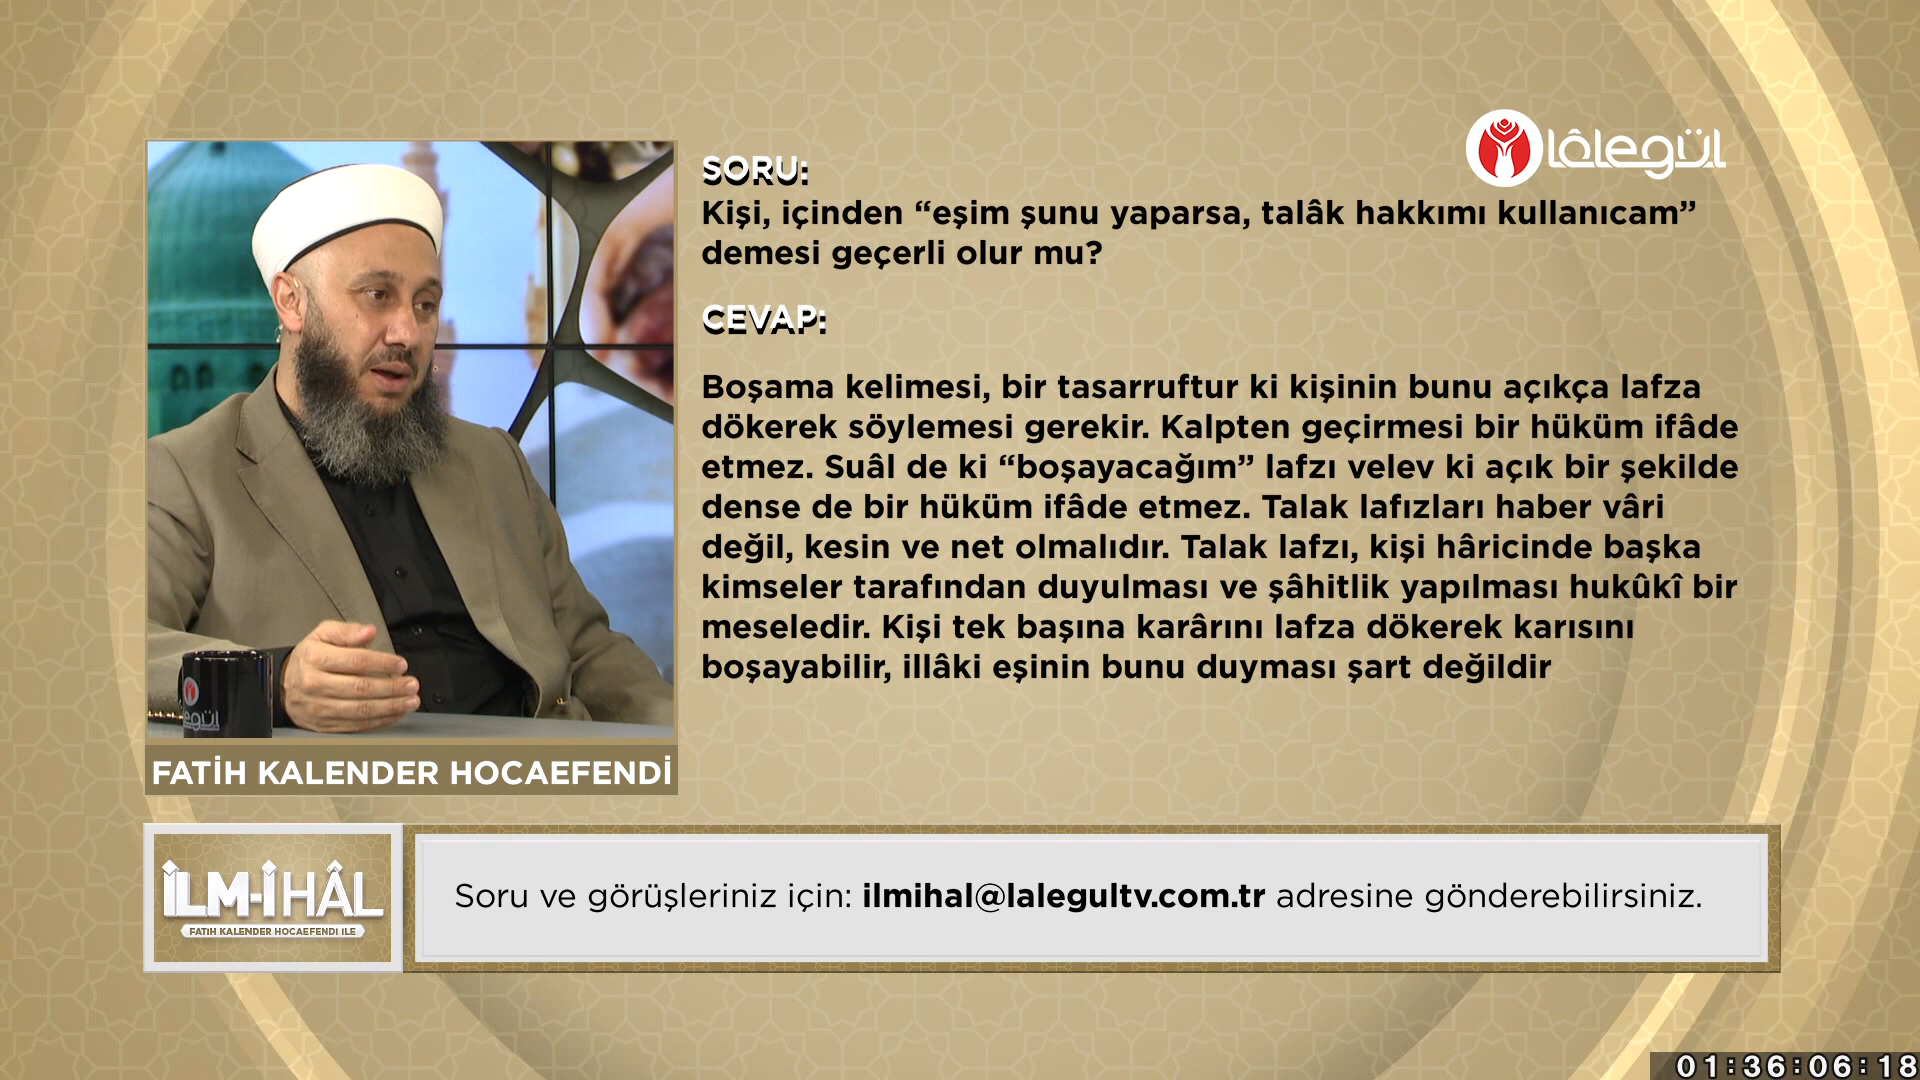 lâlegül
SORU:
Kişi, içinden “eşim şunu yaparsa, talâk hakkımı kullanıcam”
demesi geçerli olur mu?
CEVAP:
Boşama kelimesi, bir tasarruftur ki kişinin bunu açıkça lafza
dökerek söylemesi gerekir. Kalpten geçirmesi bir hüküm ifâde
etmez. Suâl de ki “boşayacağım” lafzı velev ki açık bir şekilde
dense de bir hüküm ifâde etmez. Talak lafızları haber vâri
değil, kesin ve net olmalıdır. Talak lafzı, kişi hâricinde başka
kimseler tarafından duyulması ve şâhitlik yapılması hukûkî bir
meseledir. Kişi tek başına karârını lafza dökerek karısını
boşayabilir, illâki eşinin bunu duyması şart değildir
legül
FATİH KALENDER HOCAEFENDİ
İLM-İHÂL
FATİH KALENDER HOCAEFENDİ İLE
Soru ve görüşleriniz için: ilmihal@lalegultv.com.tr adresine gönderebilirsiniz.
01:36:06:18